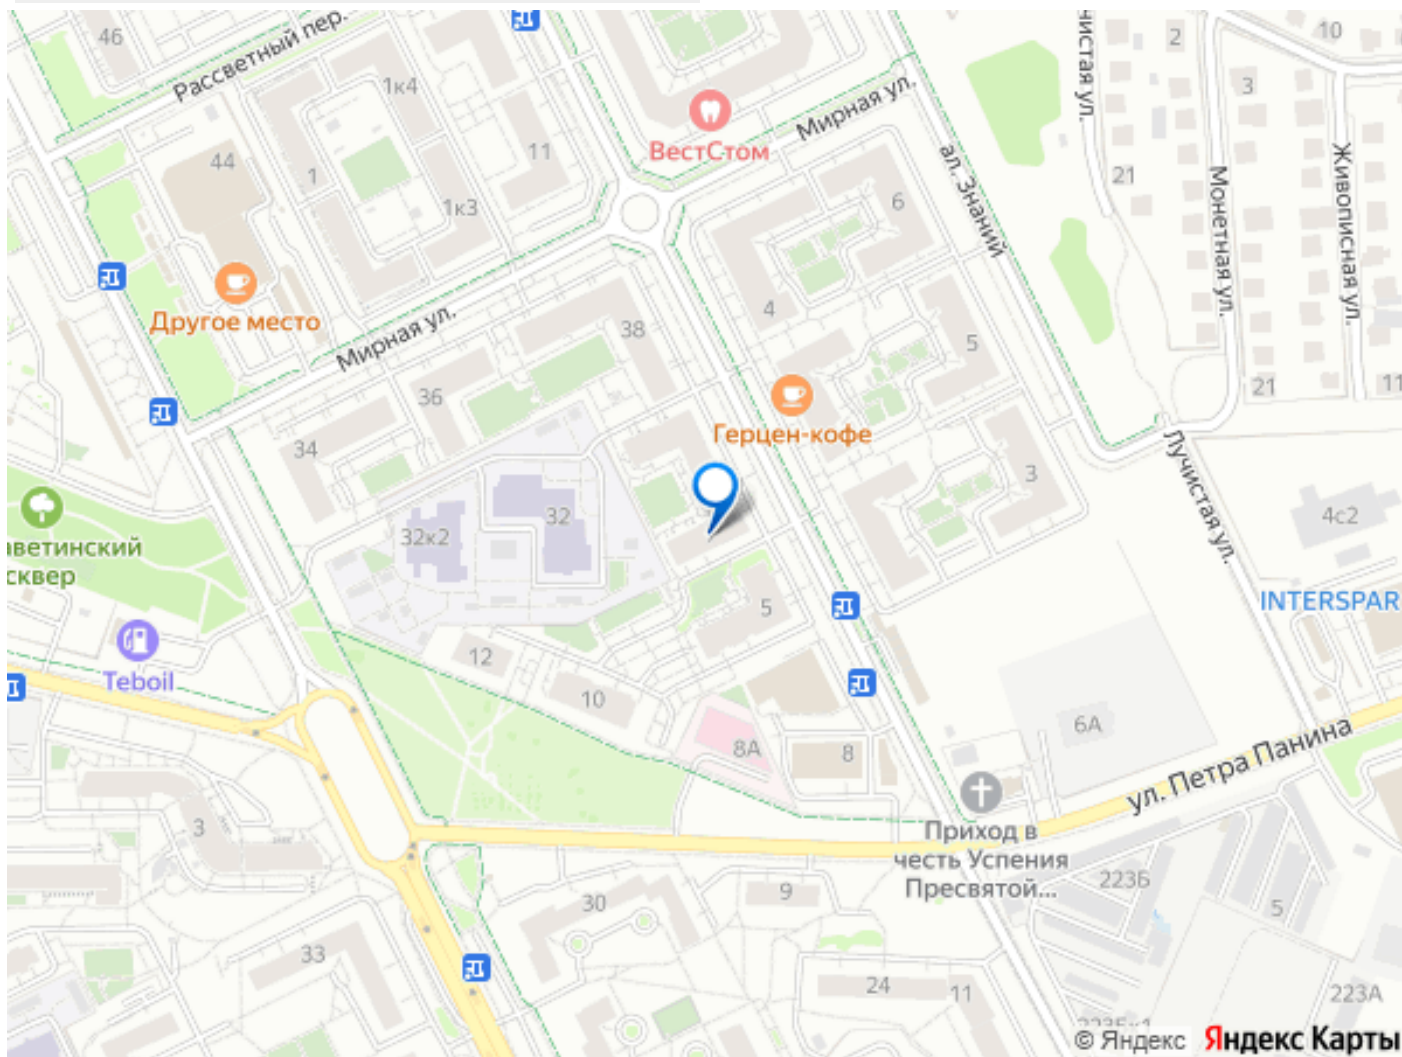 46
Рассветный пер.
1к4
11
44
1
1к3
ВестСтом
Мирная ул.
чистая ул.
2
10
3
21
ал. Знаний
Монетная ул.
Живописная ул.
6
4
5
Другое место
Мирная ул.
38
36
34
Герцен-кофе
21
11
3
Лучистая ул.
4с2
32к2
32
аветинский
сквер
INTERSPAR
Teboil
5
12
10
8А
8
6А
ул. Петра Панина
Приход в
честь Успения
Пресвятой...
3
30
9
223Б
5
33
24
11
223А
© Яндекс Яндекс Карты